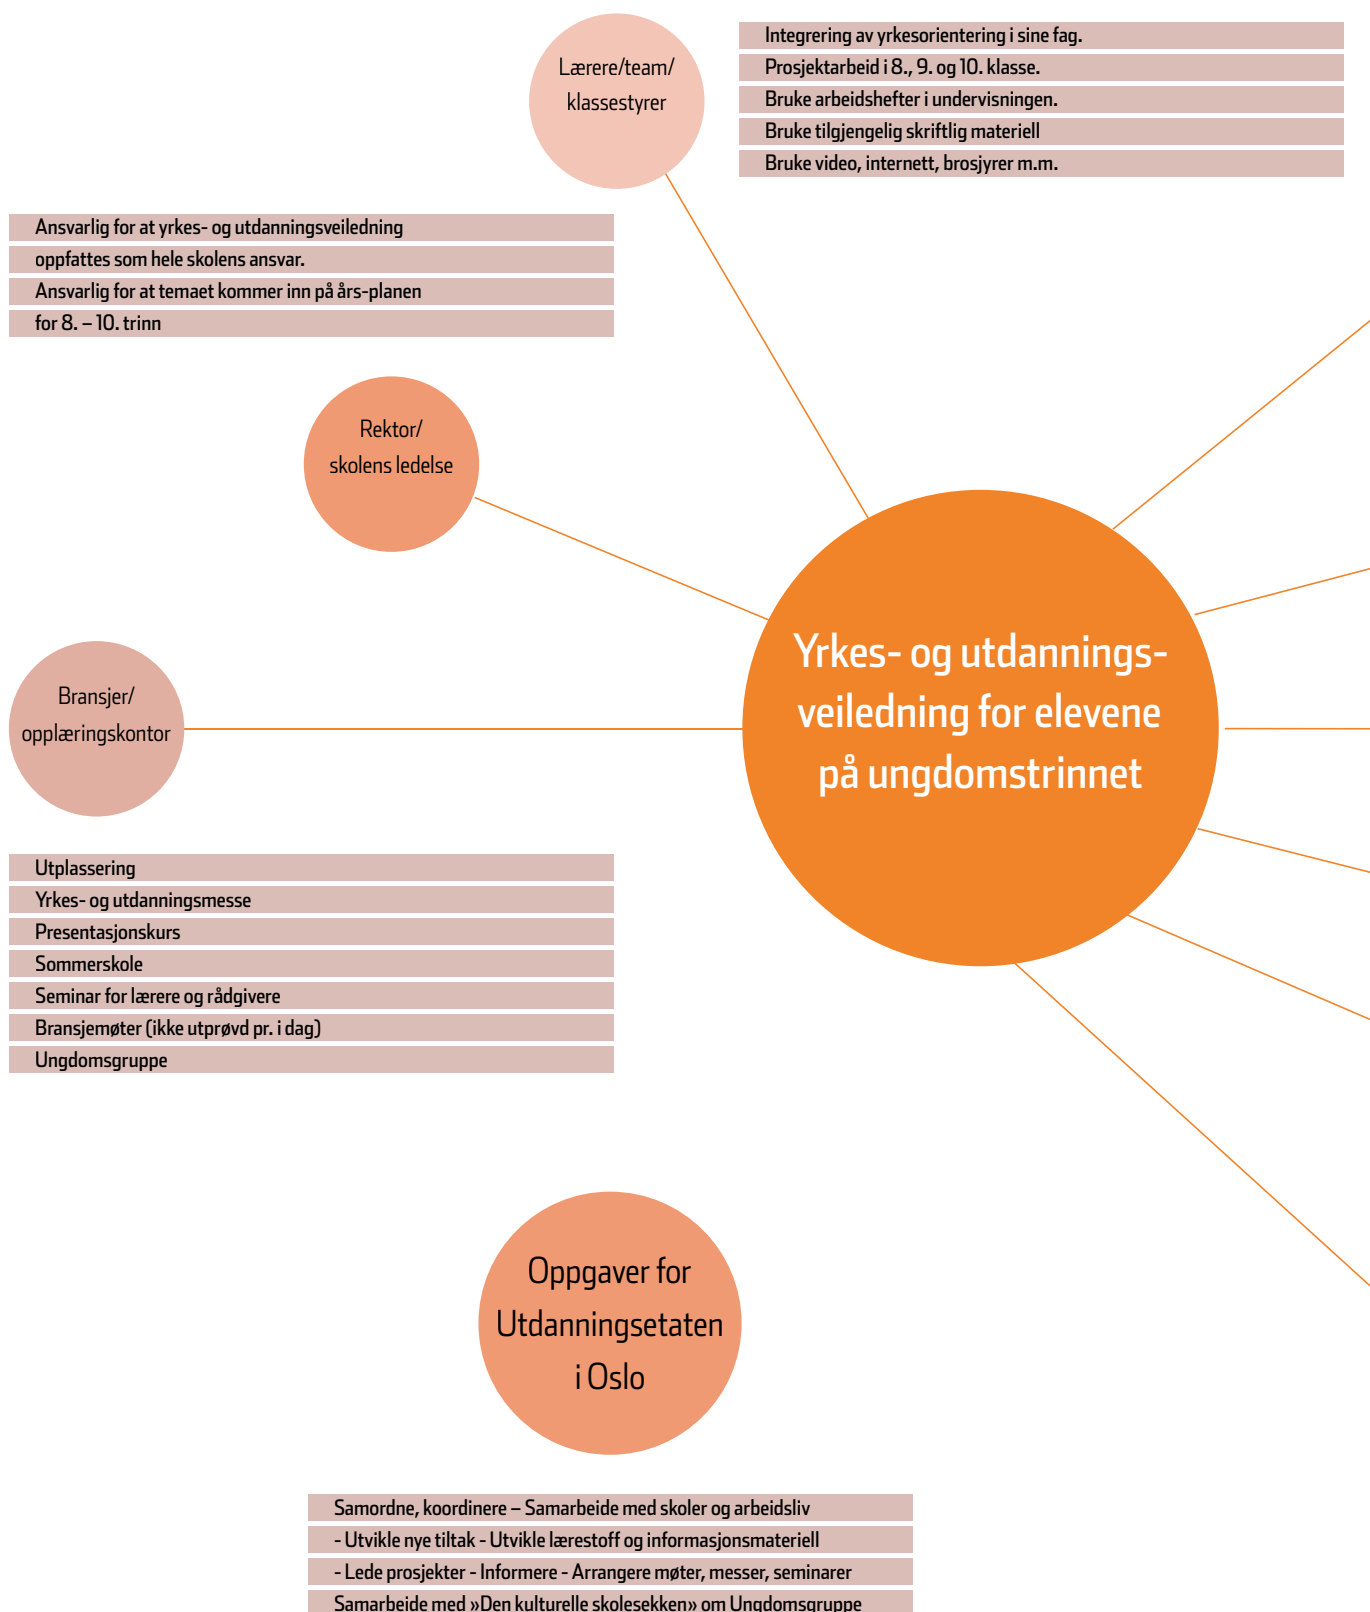 Lærere/team/
klassestyrer
Integrering av yrkesorientering i sine fag.
Prosjektarbeid i 8., 9. og 10. klasse.
Bruke arbeidshefter i undervisningen.
Bruke tilgjengelig skriftlig materiell
Bruke video, internett, brosjyrer m.m.
Ansvarlig for at yrkes- og utdanningsveiledning
oppfattes som hele skolens ansvar.
Ansvarlig for at temaet kommer inn på års-planen
for 8. – 10. trinn
Rektor/
skolens ledelse
Yrkes- og utdannings-
veiledning for elevene
på ungdomstrinnet
Bransjer/
opplæringskontor
Utplassering
Yrkes- og utdanningsmesse
Presentasjonskurs
Sommerskole
Seminar for lærere og rådgivere
Bransjemøter (ikke utprøvd pr. i dag)
Ungdomsgruppe
Oppgaver for
Utdanningsetaten
i Oslo
Samordne, koordinere – Samarbeide med skoler og arbeidsliv
- Utvikle nye tiltak - Utvikle lærestoff og informasjonsmateriell
- Lede prosjekter - Informere - Arrangere møter, messer, seminarer
Samarbeide med »Den kulturelle skolesekken» om Ungdomsgruppe